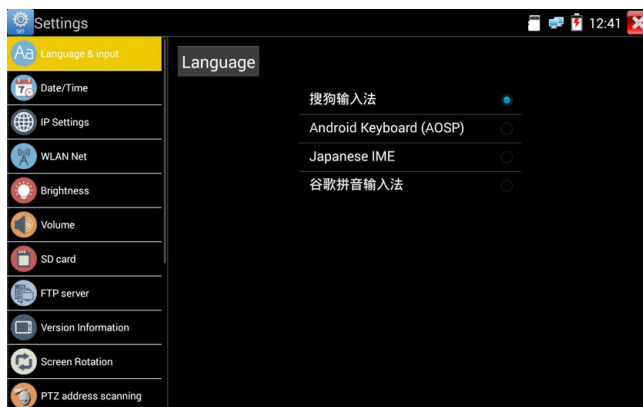 SET
Settings
12:41
Language & input
Date/Time
IP Settings
WLAN Net
Brightness
Volume
SD card
FTP server
Version Information
Screen Rotation
PTZ address scanning
Language
搜狗输入法
Android Keyboard (AOSP)
Japanese IME
谷歌拼音输入法